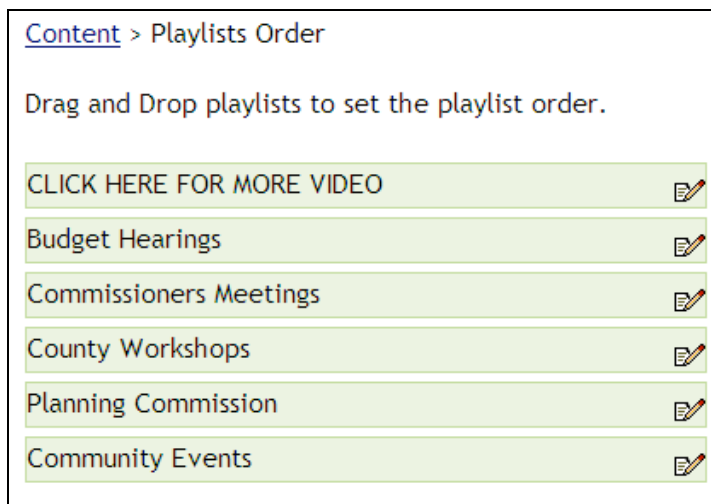 Content > Playlists Order
Drag and Drop playlists to set the playlist order.
CLICK HERE FOR MORE VIDEO
Budget Hearings
Commissioners Meetings
County Workshops
Planning Commission
Community Events